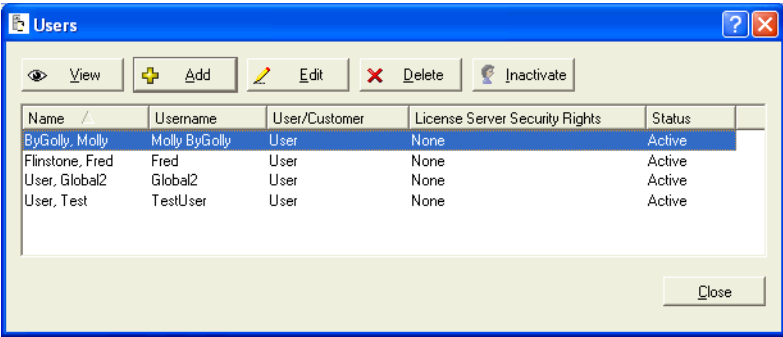 Users
View Add Edit Delete Inactivate
Name Username User/Customer License Server Security Rights Status
ByGolly, Molly Molly ByGolly User None Active
Flinstone, Fred Fred User None Active
User, Global2 Global2 User None Active
User, Test TestUser User None Active
Close